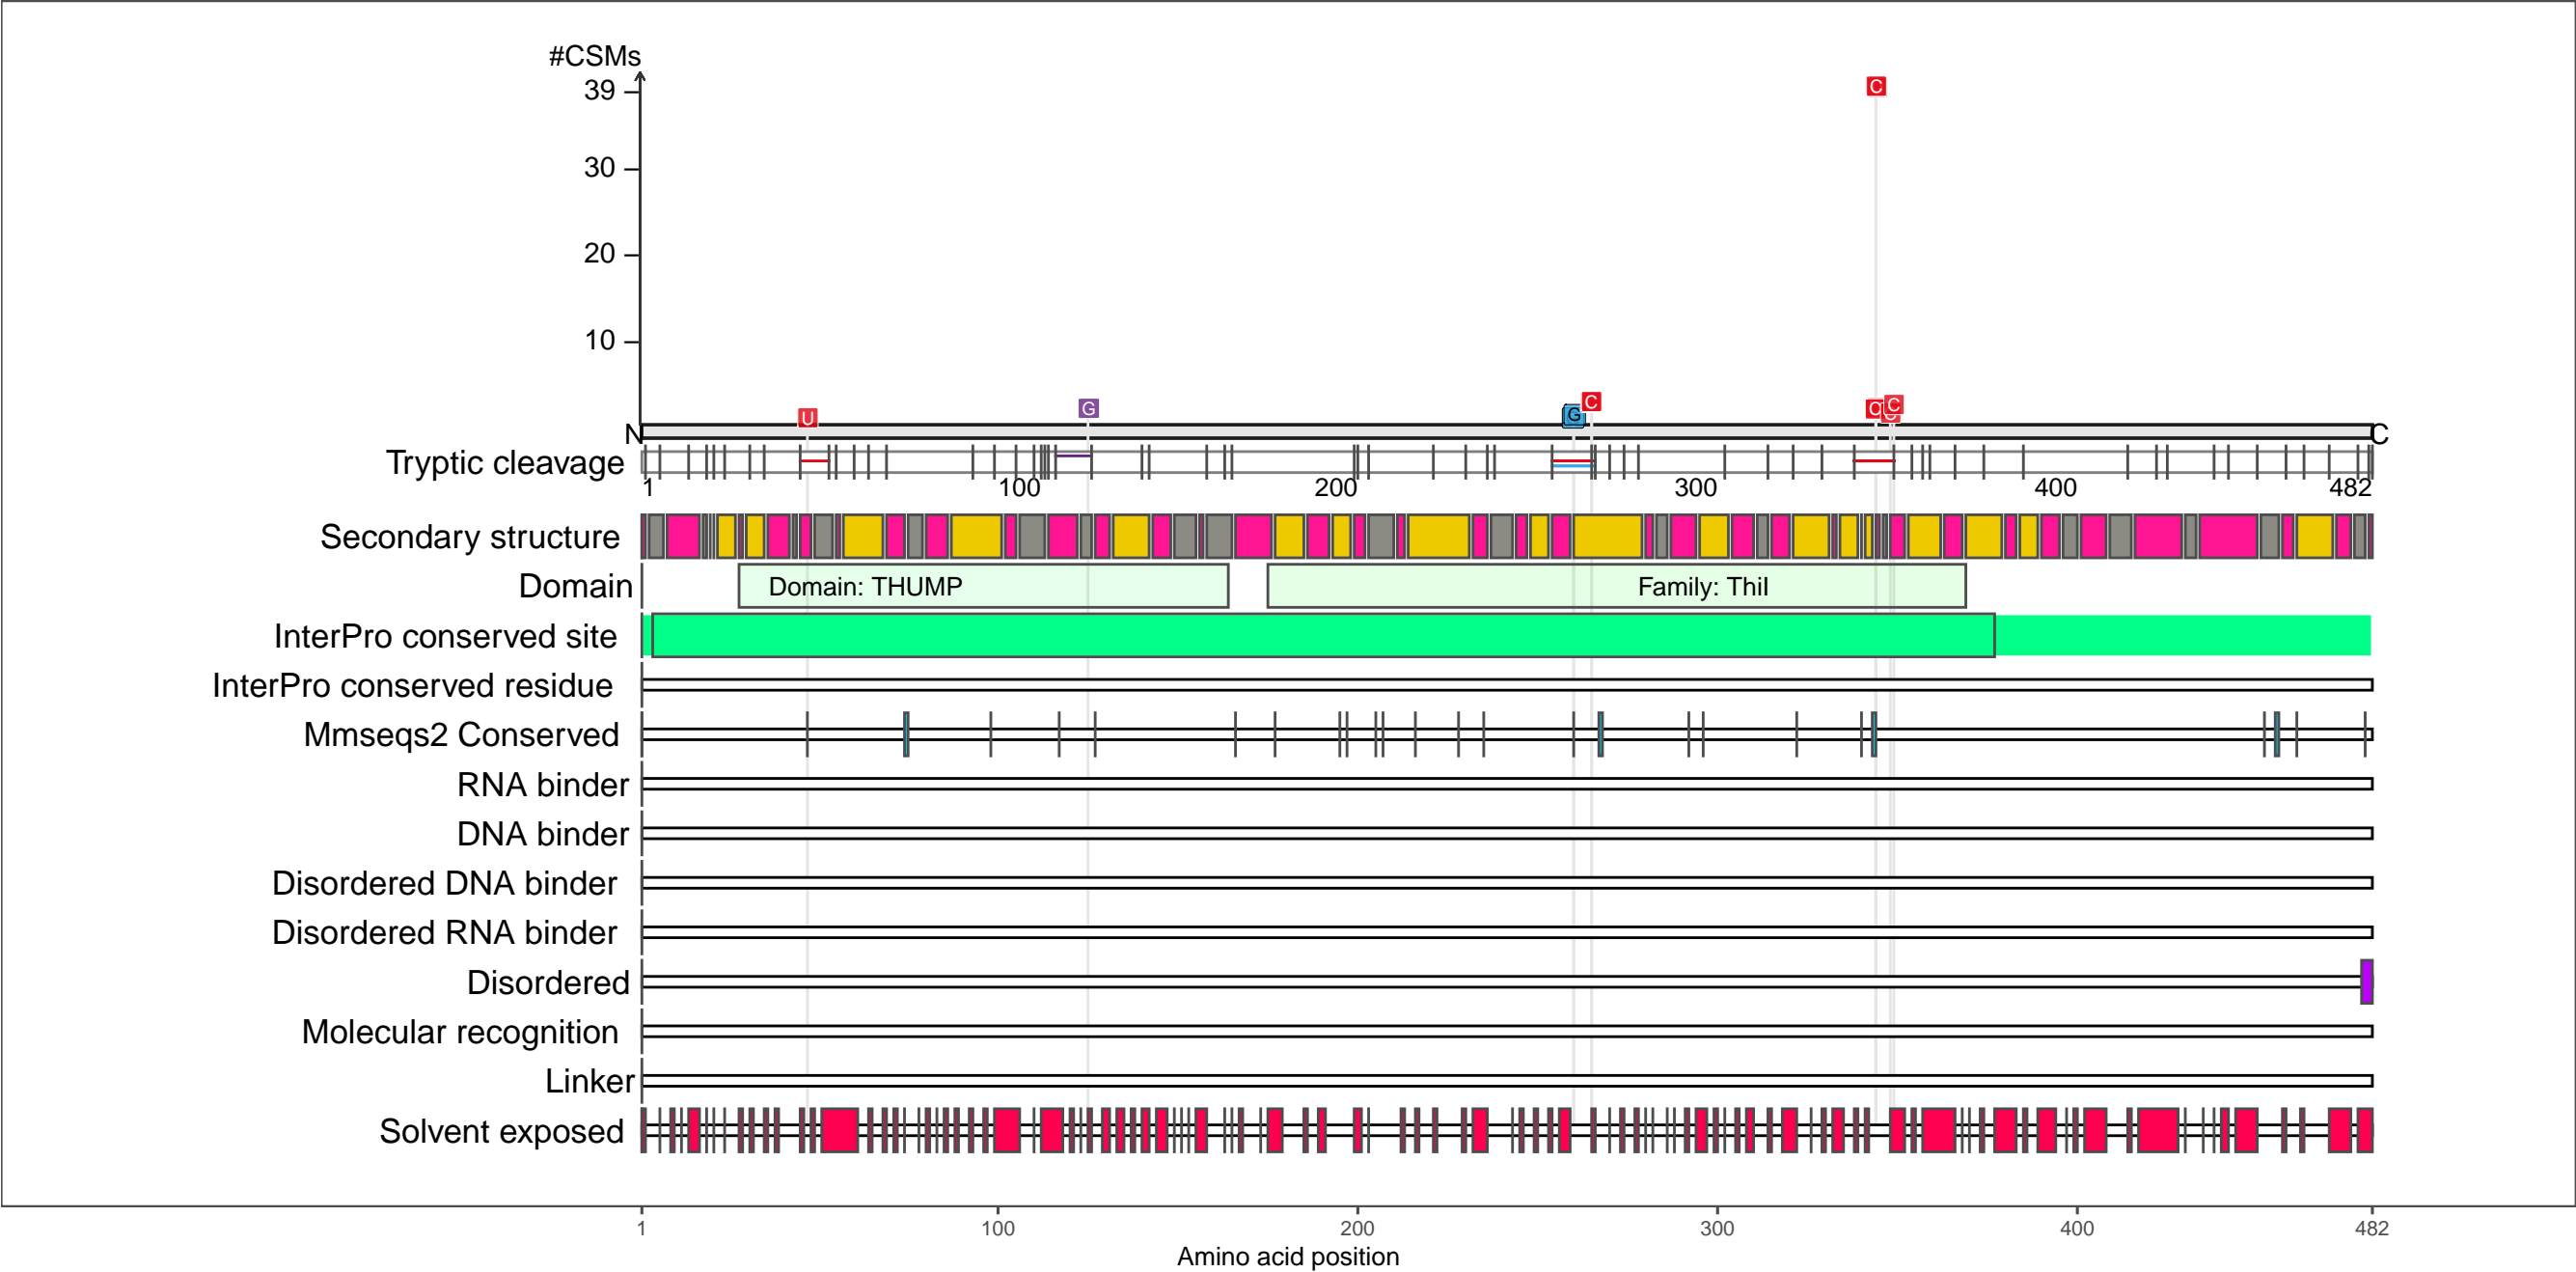 #CSMs
39
C
30
20
10
U
G
G
C
C
C
N
C
Tryptic cleavage
1 100 200 300 400 482
Secondary structure
Domain
Domain: THUMP
Family: ThiI
InterPro conserved site
InterPro conserved residue
Mmseqs2 Conserved
RNA binder
DNA binder
Disordered DNA binder
Disordered RNA binder
Disordered
Molecular recognition
Linker
Solvent exposed
1 100 200 300 400 482
Amino acid position